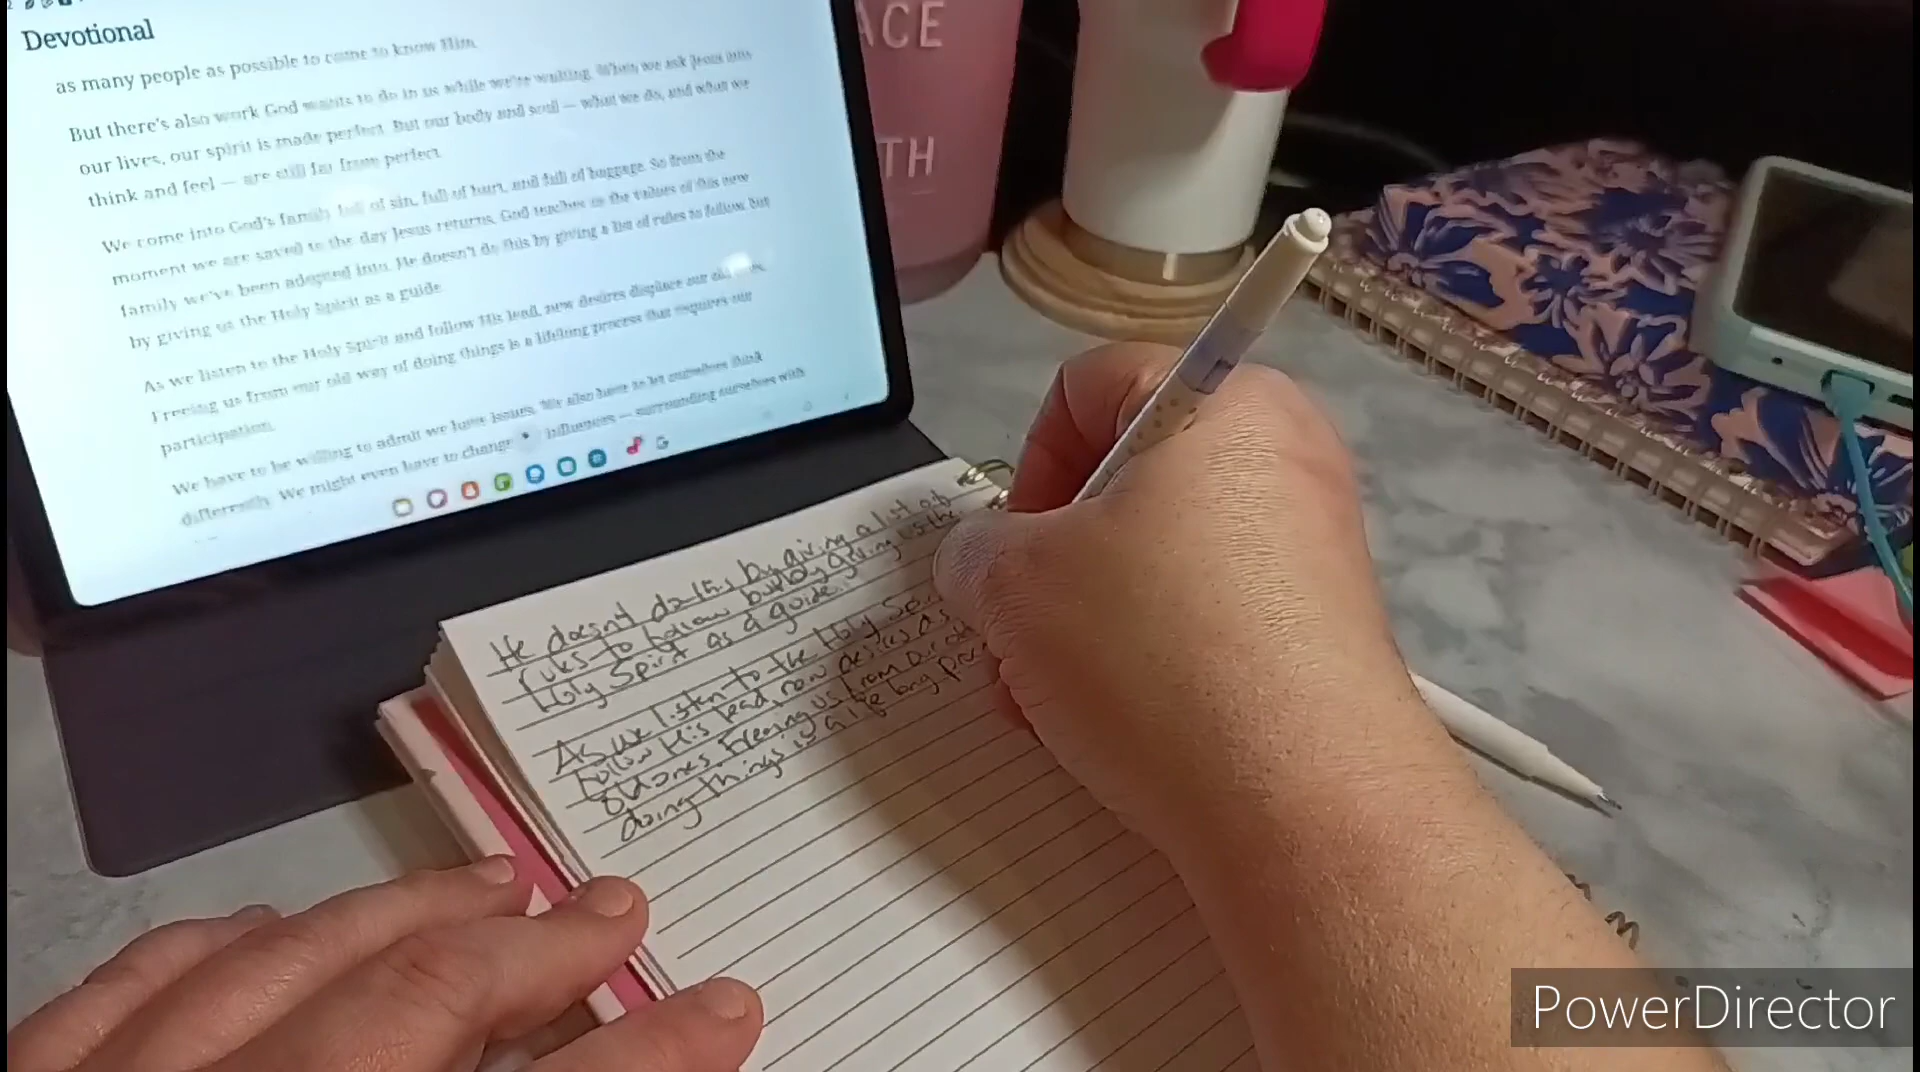 Devotional
as many people as possible to come to know Him.
But there's also work God wants to do in us while we're waiting. When we ask Jesus into
our lives, our spirit is made perfect. But our body and soul — what we do, and what we
think and feel — are still far from perfect.
We come into God's family full of sin, full of hurt, and full of baggage. So from the
moment we are saved to the day Jesus returns, God teaches us the values of this new
family we've been adopted into. He doesn't do this by giving a list of rules to follow but
by giving us the Holy Spirit as a guide.
As we listen to the Holy Spirit and follow His lead, new desires displace our old ones.
Freeing us from our old way of doing things is a lifelong process that requires our
participation.
We have to be willing to admit we have issues. We also have to let ourselves think
differently. We might even have to change influences — surrounding ourselves with
ACE
TH
He doesn't do this by giving a list of
rules to follow but by giving us the
Holy Spirit as a guide.
As we listen to the Holy Spi
follow His lead, new desires dis
old ones. Freeing us from our old
doing things is a life long proc
PowerDirector